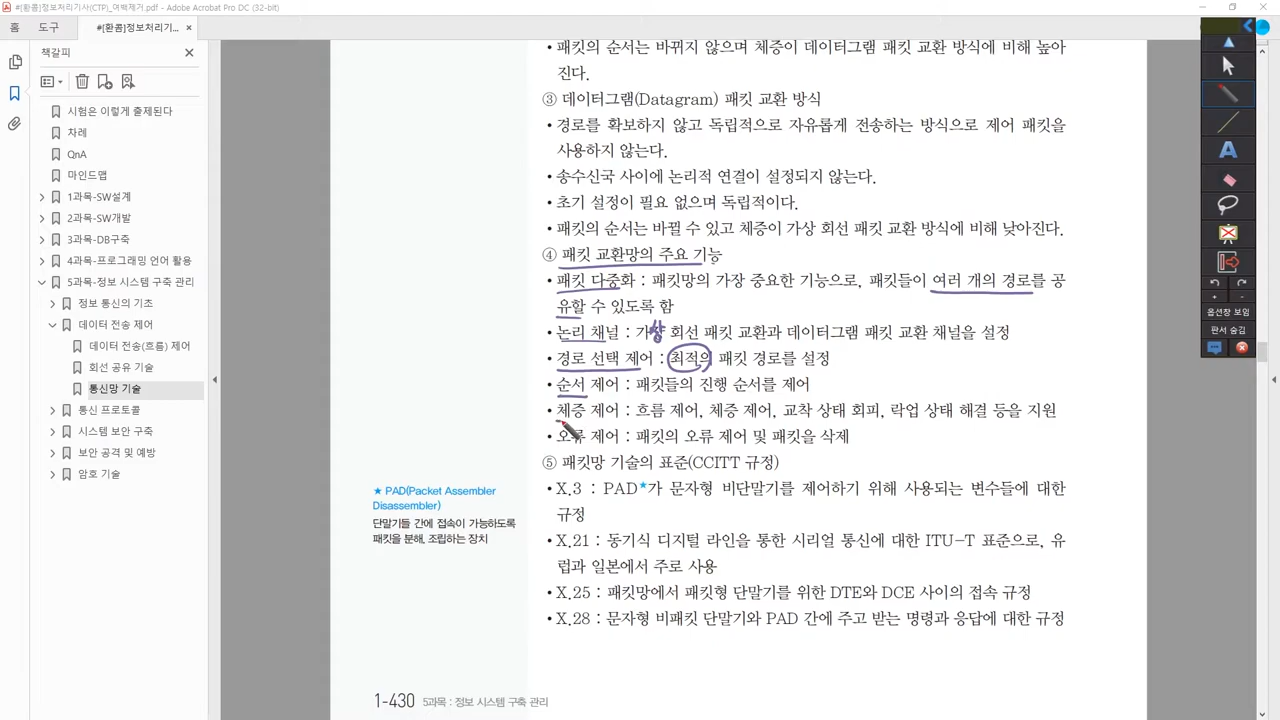 #[환콤]정보처리기사(CTP)_여백제거.pdf - Adobe Acrobat Pro DC (32-bit)
홈 도구 #[환콤]정보처리기... ×
책갈피
시험은 이렇게 출제된다
차례
QnA
마인드맵
1과목-SW설계
2과목-SW개발
3과목-DB구축
4과목-프로그래밍 언어 활용
5과목-정보 시스템 구축 관리
정보 통신의 기초
데이터 전송 제어
데이터 전송(흐름) 제어
회선 공유 기술
통신망 기술
통신 프로토콜
시스템 보안 구축
보안 공격 및 예방
암호 기술
•패킷의 순서는 바뀌지 않으며 체증이 데이터그램 패킷 교환 방식에 비해 높아
진다.
③ 데이터그램(Datagram) 패킷 교환 방식
•경로를 확보하지 않고 독립적으로 자유롭게 전송하는 방식으로 제어 패킷을
사용하지 않는다.
•송수신국 사이에 논리적 연결이 설정되지 않는다.
•초기 설정이 필요 없으며 독립적이다.
•패킷의 순서는 바뀔 수 있고 체증이 가상 회선 패킷 교환 방식에 비해 낮아진다.
④ 패킷 교환망의 주요 기능
•패킷 다중화 : 패킷망의 가장 중요한 기능으로, 패킷들이 여러 개의 경로를 공
유할 수 있도록 함
•논리 채널 : 가상 회선 패킷 교환과 데이터그램 패킷 교환 채널을 설정
•경로 선택 제어 : 최적의 패킷 경로를 설정
•순서 제어 : 패킷들의 진행 순서를 제어
•체증 제어 : 흐름 제어, 체증 제어, 교착 상태 회피, 락업 상태 해결 등을 지원
•오류 제어 : 패킷의 오류 제어 및 패킷을 삭제
⑤ 패킷망 기술의 표준(CCITT 규정)
•X.3 : PAD★가 문자형 비단말기를 제어하기 위해 사용되는 변수들에 대한
규정
•X.21 : 동기식 디지털 라인을 통한 시리얼 통신에 대한 ITU-T 표준으로, 유
럽과 일본에서 주로 사용
•X.25 : 패킷망에서 패킷형 단말기를 위한 DTE와 DCE 사이의 접속 규정
•X.28 : 문자형 비패킷 단말기와 PAD 간에 주고 받는 명령과 응답에 대한 규정
★ PAD(Packet Assembler
Disassembler)
단말기들 간에 접속이 가능하도록
패킷을 분해, 조립하는 장치
1-430 5과목 : 정보 시스템 구축 관리
A
옵션창 보임
판서 숨김